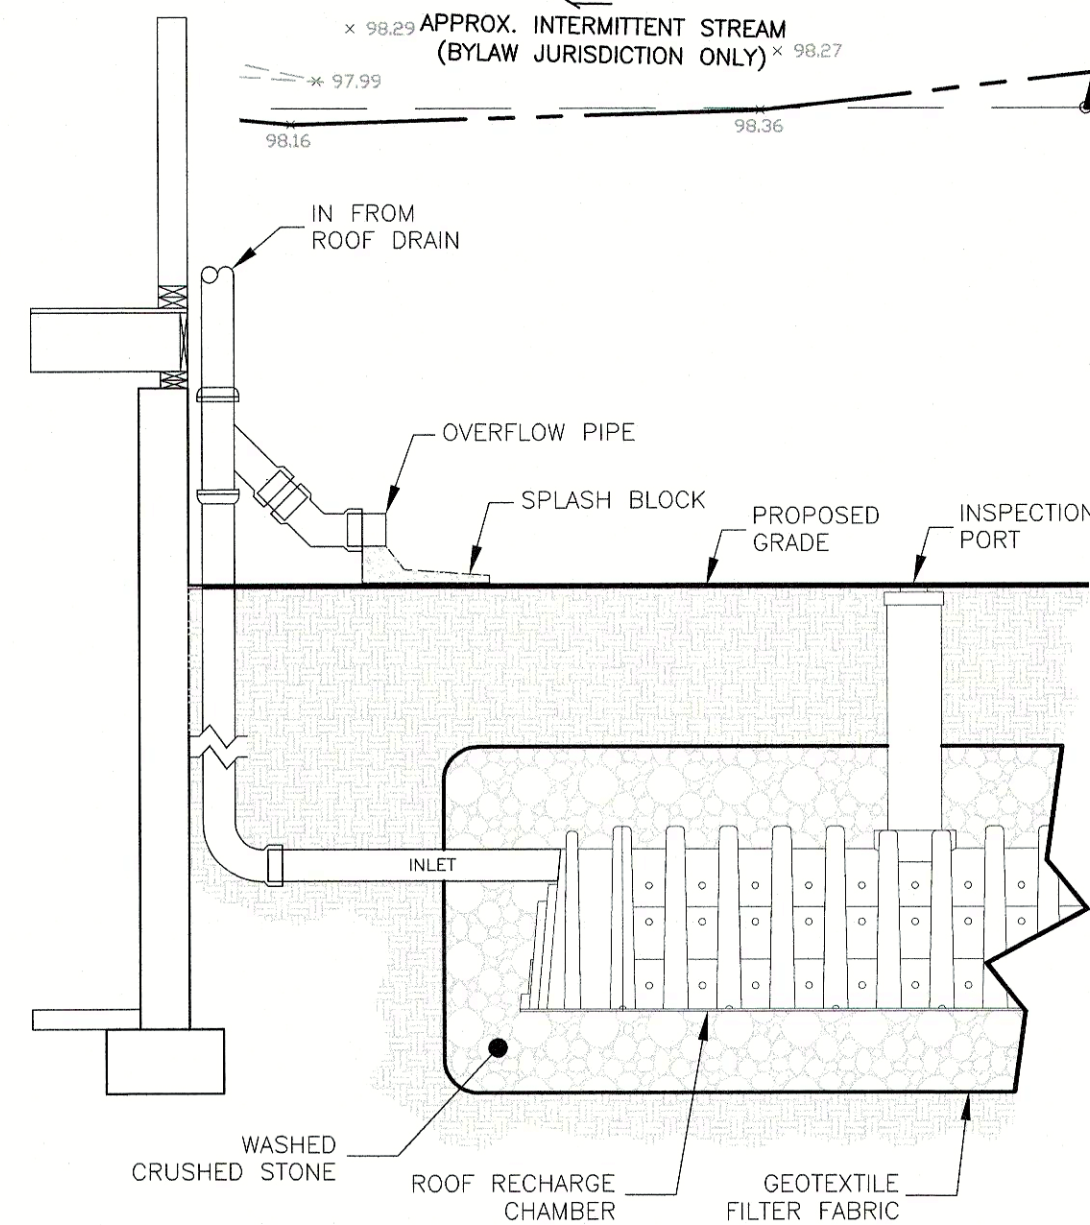 × 98.29 APPROX. INTERMITTENT STREAM
(BYLAW JURISDICTION ONLY) × 98.27
97.99
98.16
98.36
IN FROM
ROOF DRAIN
OVERFLOW PIPE
SPLASH BLOCK
PROPOSED
GRADE
INSPECTION
PORT
INLET
WASHED
CRUSHED STONE
ROOF RECHARGE
CHAMBER
GEOTEXTILE
FILTER FABRIC